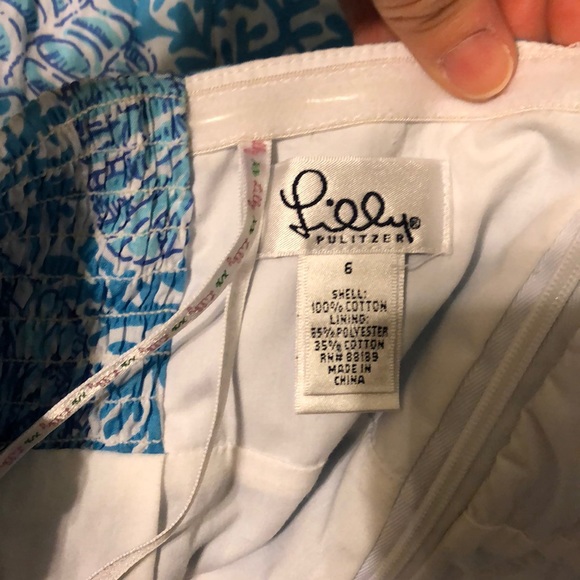 Lilly®
PULITZER
6
SHELL:
100% COTTON
LINING:
65% POLYESTER
35% COTTON
RN# 88189
MADE IN
CHINA